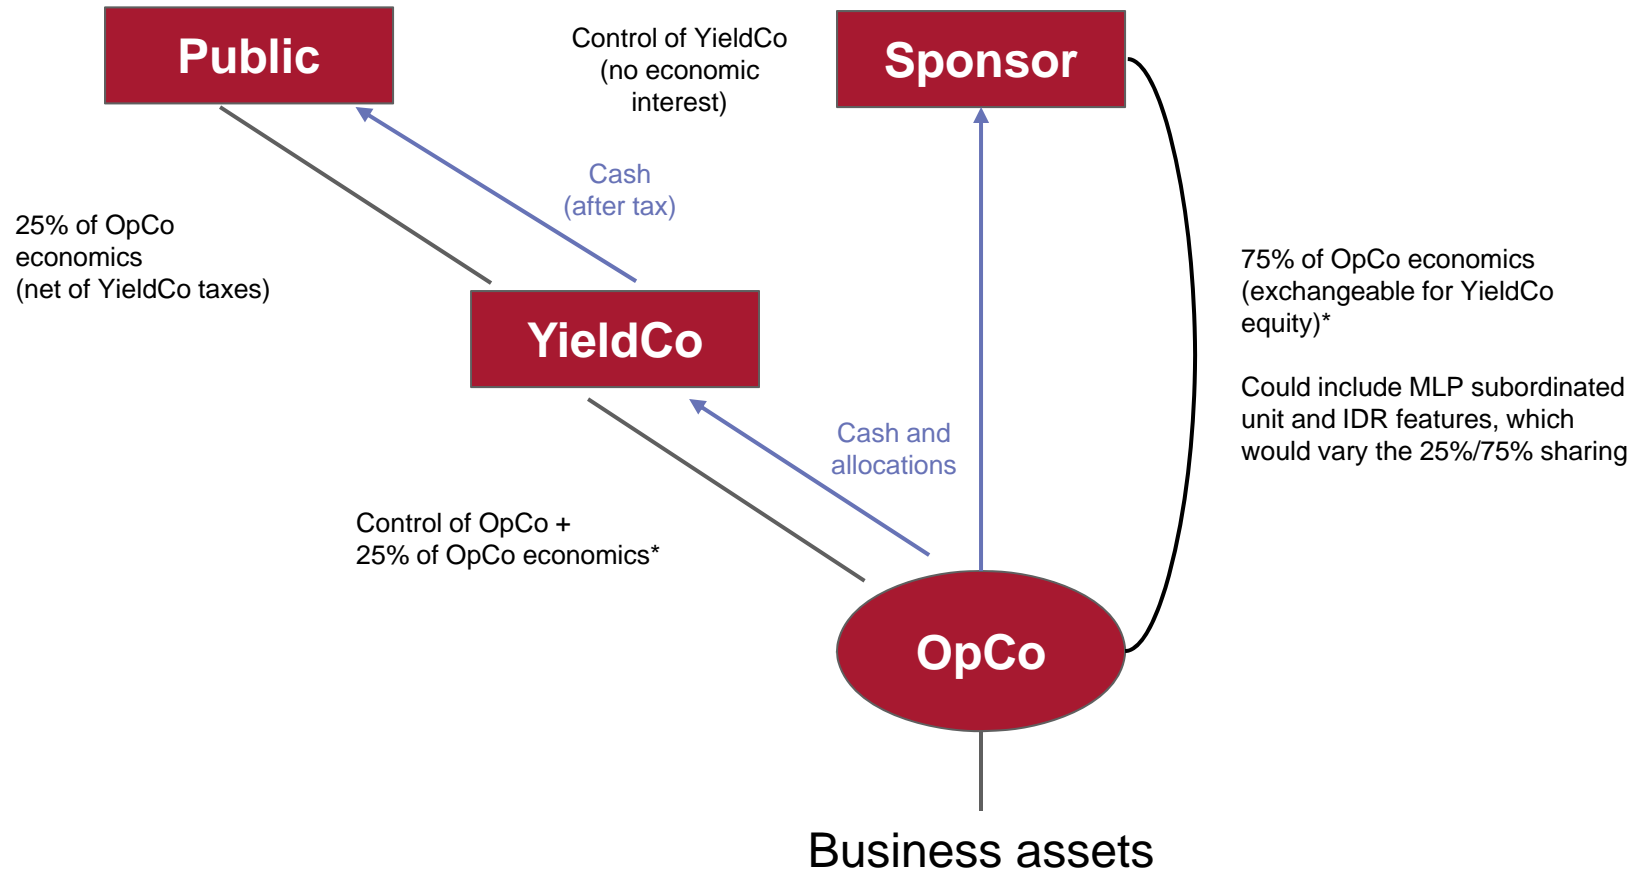 Public
Control of YieldCo
(no economic
interest)
Sponsor
Cash
(after tax)
25% of OpCo
economics
(net of YieldCo taxes)
75% of OpCo economics
(exchangeable for YieldCo
equity)*
YieldCo
Could include MLP subordinated
unit and IDR features, which
would vary the 25%/75% sharing
Cash and
allocations
Control of OpCo +
25% of OpCo economics*
OpCo
Business assets